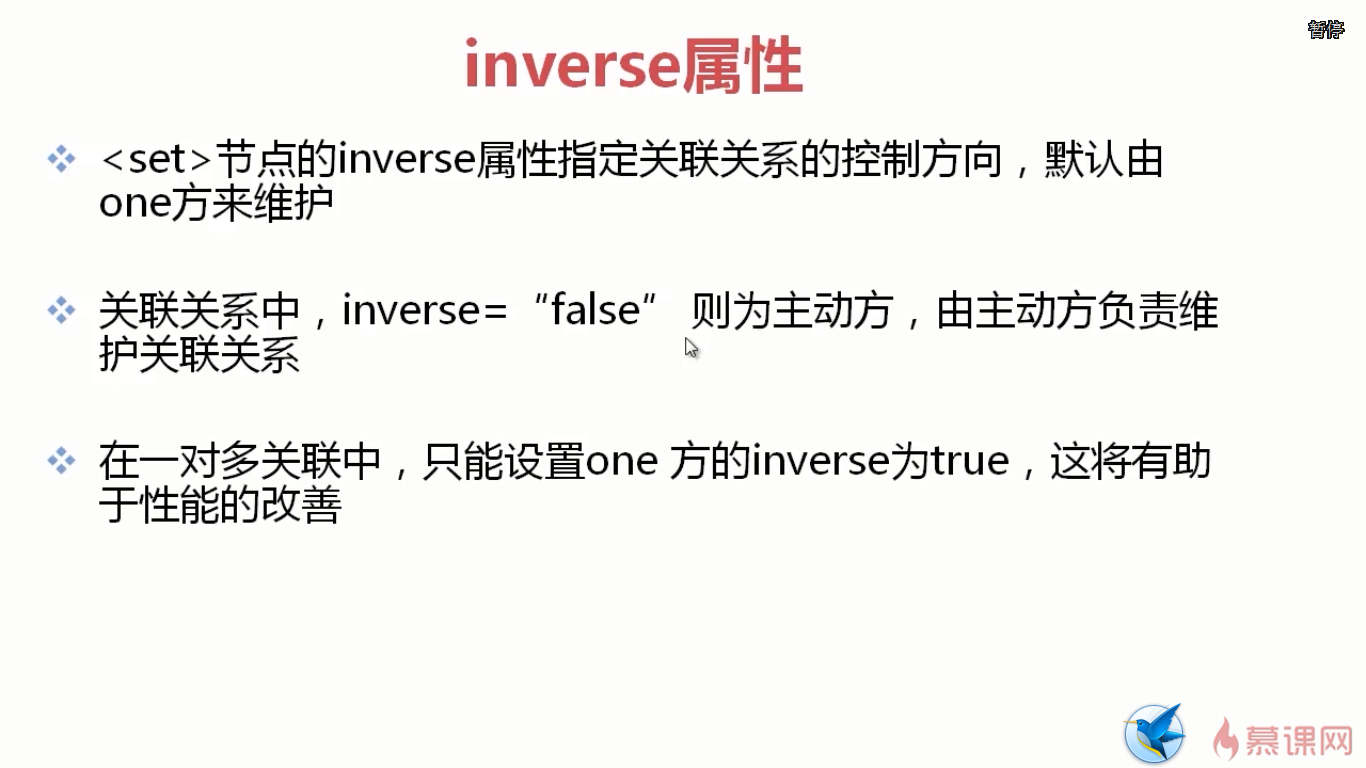 暂停
inverse属性
<set>节点的inverse属性指定关联关系的控制方向，默认由
one方来维护
关联关系中，inverse=“false” 则为主动方，由主动方负责维
护关联关系
在一对多关联中，只能设置one 方的inverse为true，这将有助
于性能的改善
慕课网